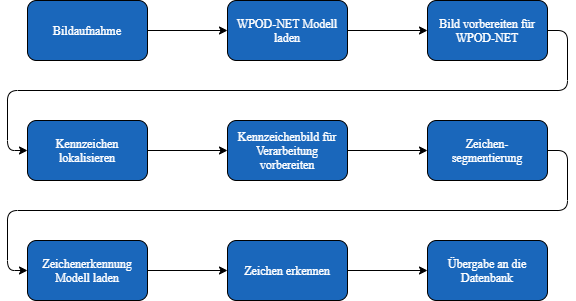 Bildaufnahme
WPOD-NET Modell
laden
Bild vorbereiten für
WPOD-NET
Kennzeichen
lokalisieren
Kennzeichenbild für
Verarbeitung
vorbereiten
Zeichen-
segmentierung
Zeichenerkennung
Modell laden
Zeichen erkennen
Übergabe an die
Datenbank